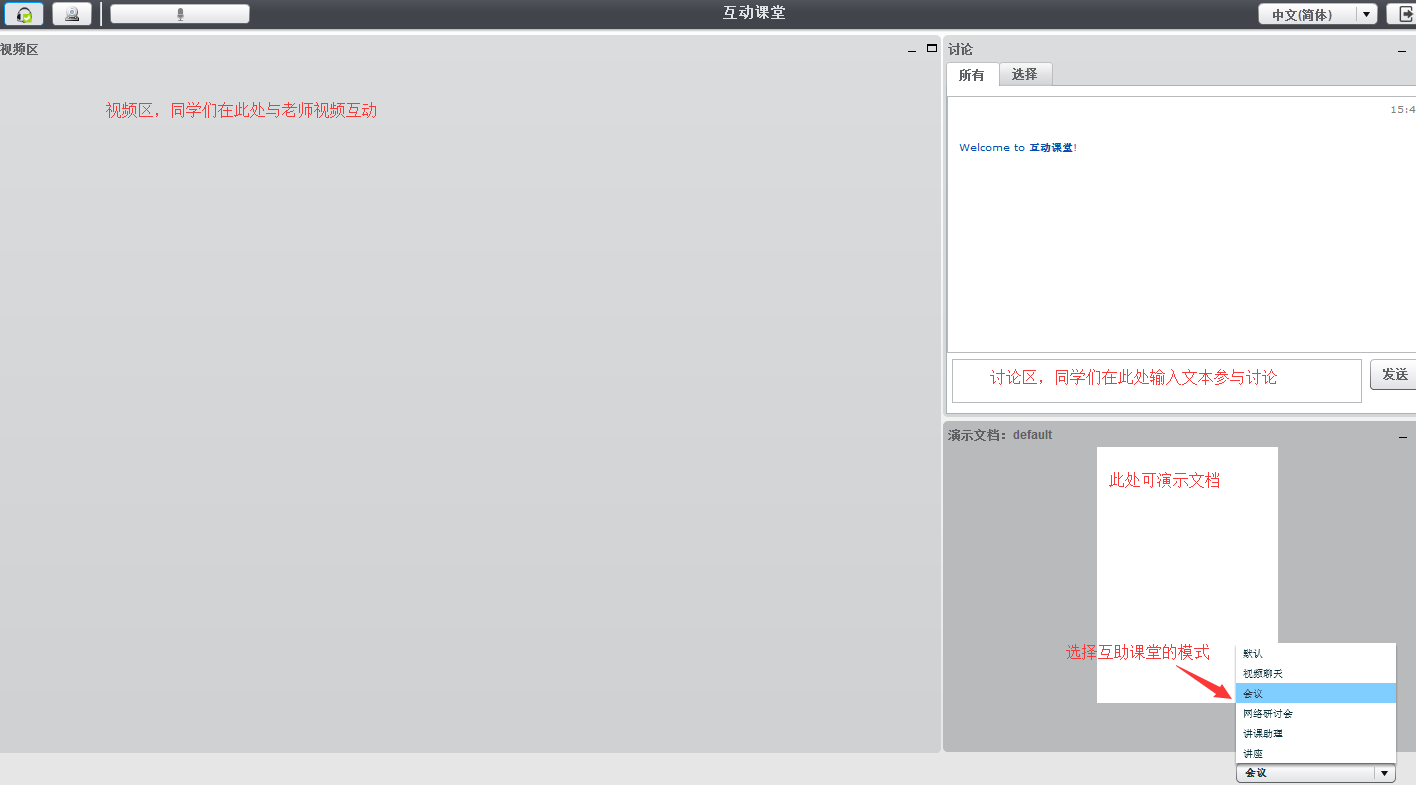 互动课堂
中文(简体)
视频区
视频区，同学们在此处与老师视频互动
讨论
所有
选择
15:4
Welcome to 互动课堂!
讨论区，同学们在此处输入文本参与讨论
发送
演示文档：default
此处可演示文档
选择互助课堂的模式
默认
视频聊天
会议
网络研讨会
讲课助理
讲座
会议